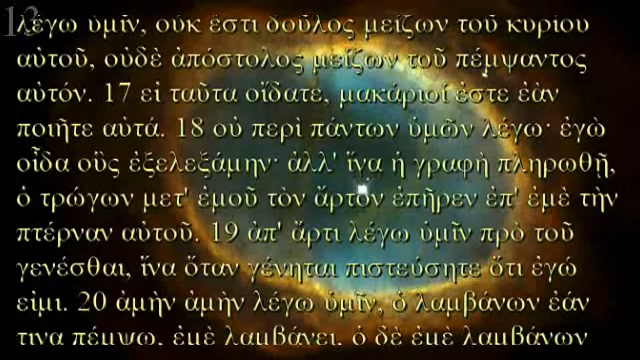 13
λέγω ὑμῖν, οὐκ ἔστι δοῦλος μείζων τοῦ κυρίου
αὐτοῦ, οὐδὲ ἀπόστολος μείζων τοῦ πέμψαντος
αὐτόν. 17 εἰ ταῦτα οἴδατε, μακάριοί ἐστε ἐὰν
ποιῆτε αὐτά. 18 οὐ περὶ πάντων ὑμῶν λέγω· ἐγὼ
οἶδα οὓς ἐξελεξάμην· ἀλλ' ἵνα ἡ γραφὴ πληρωθῇ,
ὁ τρώγων μετ' ἐμοῦ τὸν ἄρτον ἐπῆρεν ἐπ' ἐμὲ τὴν
πτέρναν αὐτοῦ. 19 ἀπ' ἄρτι λέγω ὑμῖν πρὸ τοῦ
γενέσθαι, ἵνα ὅταν γένηται πιστεύσητε ὅτι ἐγώ
εἰμι. 20 ἀμὴν ἀμὴν λέγω ὑμῖν, ὁ λαμβάνων ἐάν
τινα πέμψω, ἐμὲ λαμβάνει, ὁ δὲ ἐμὲ λαμβάνων